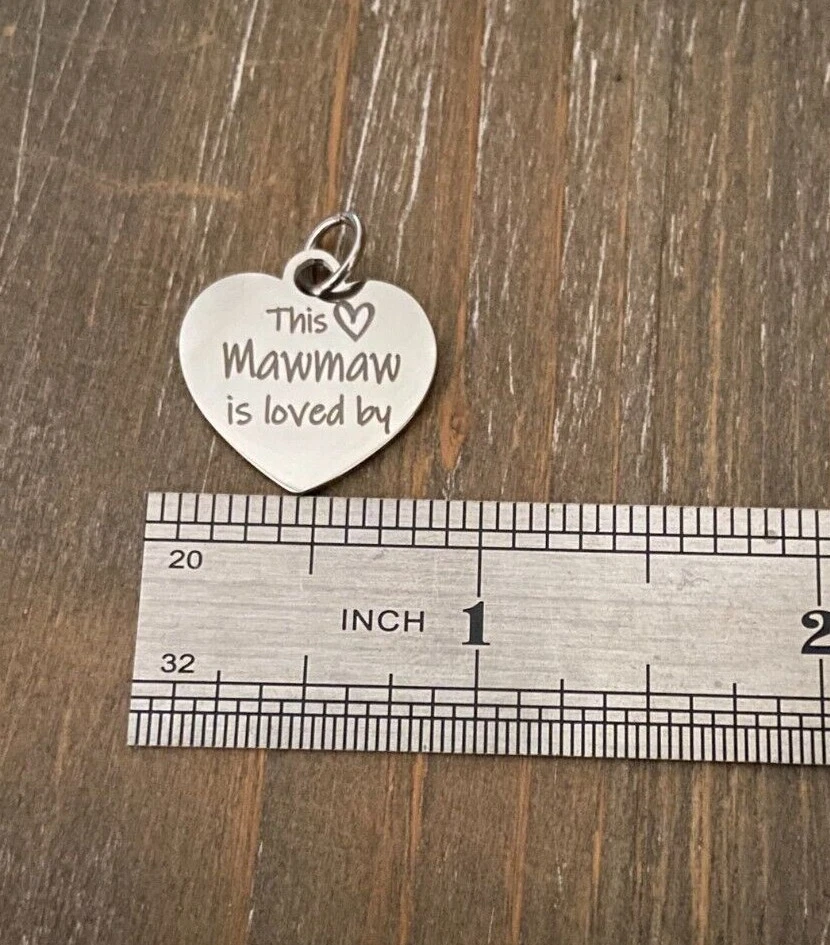 This ♡
Mawmaw
is loved by
20
INCH 1 2
32